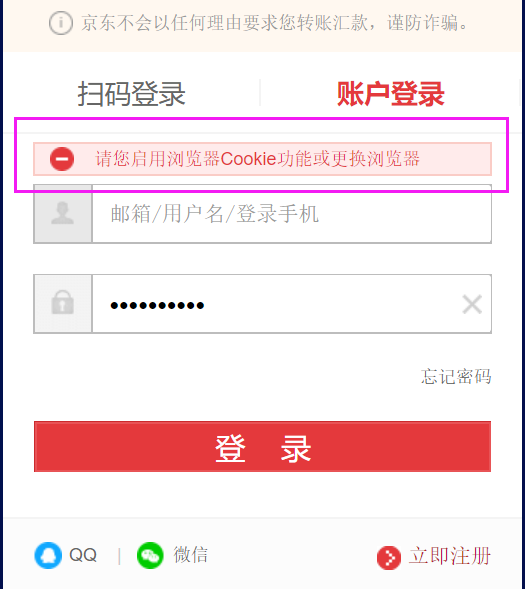 京东不会以任何理由要求您转账汇款，谨防诈骗。
扫码登录 账户登录
请您启用浏览器Cookie功能或更换浏览器
邮箱/用户名/登录手机
••••••••••
忘记密码
登 录
QQ | 微信 立即注册